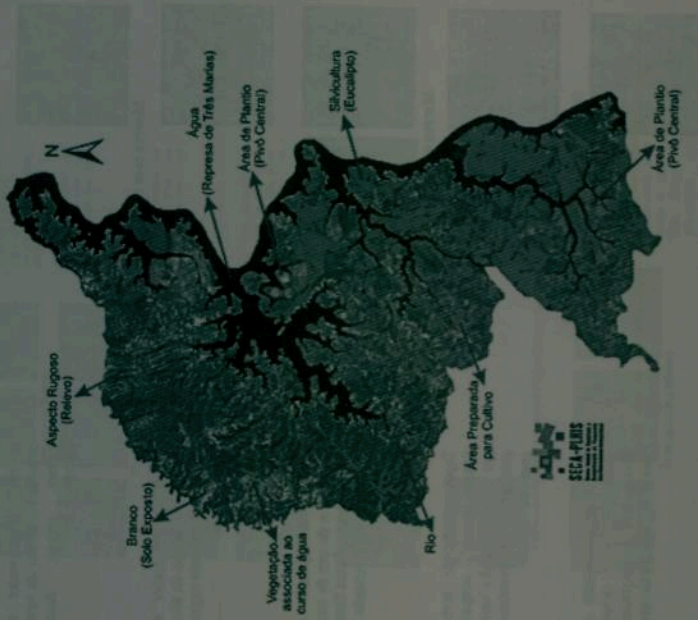 N
Água
(Represa de Três Marias)
Área de Plantio
(Pivô Central)
Silvicultura
(Eucalipto)
Área de Plantio
(Pivô Central)
Aspecto Rugoso
(Relevo)
Branco
(Solo Exposto)
Vegetação
associada ao
curso de água
Rio
Área Preparada
para Cultivo
SECA-PLHIS